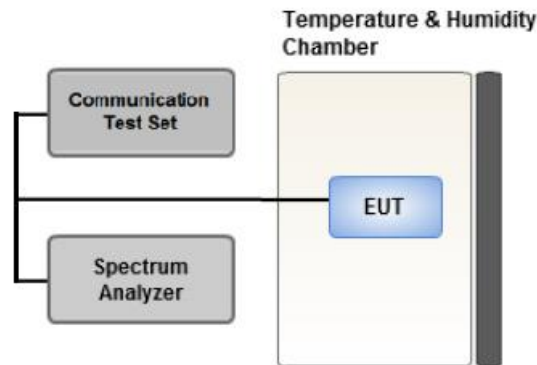 Temperature & Humidity
Chamber
Communication
Test Set
EUT
Spectrum
Analyzer